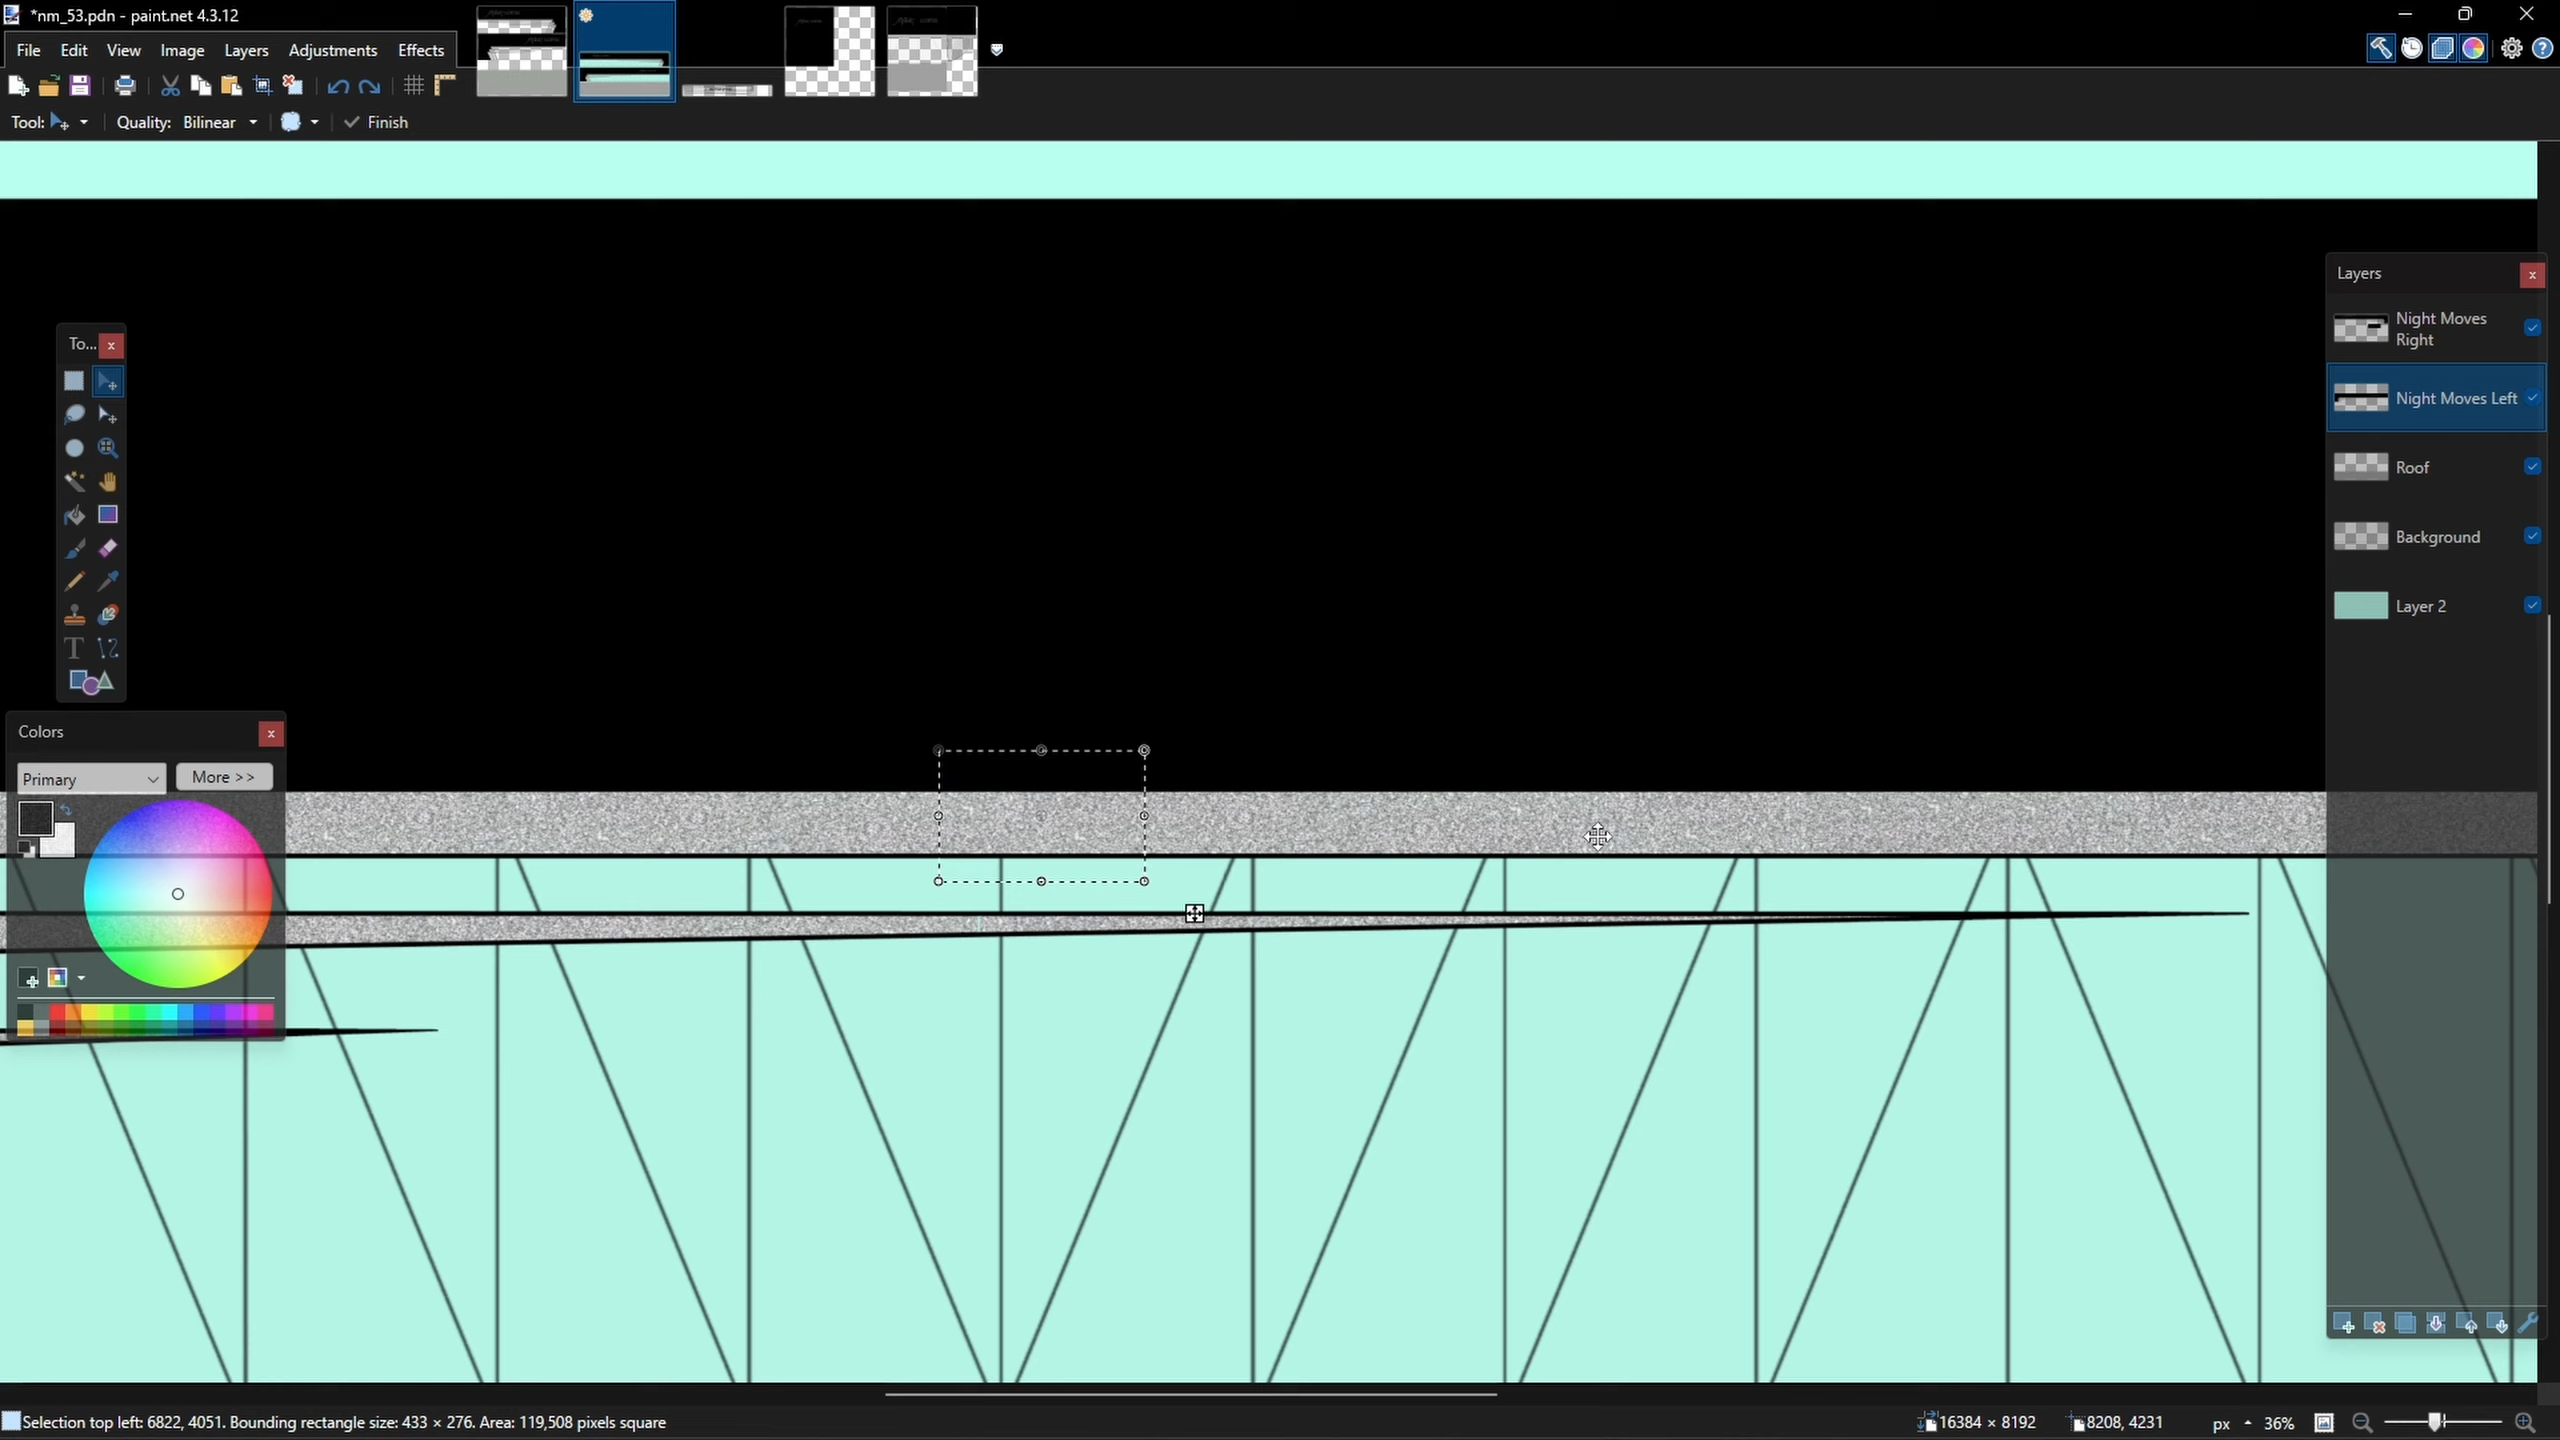 *nm_53.pdn - paint.net 4.3.12
File Edit View Image Layers Adjustments Effects
Tool: Quality: Bilinear Finish
Layers
Night Moves
Right
Night Moves Left
Roof
Background
Layer 2
To...
T
Colors
Primary More >>
Selection top left: 6822, 4051. Bounding rectangle size: 433 × 276. Area: 119,508 pixels square
16384 × 8192 8208, 4231 px 36%